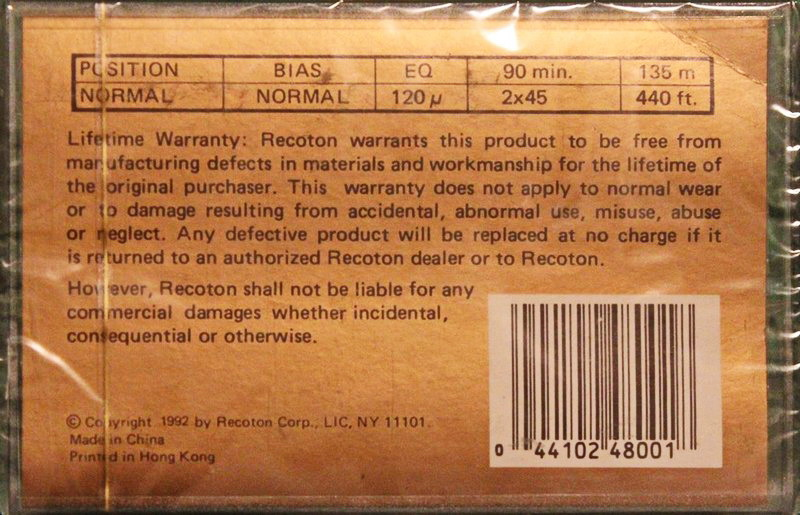 POSITION BIAS EQ 90 min. 135 m
NORMAL NORMAL 120 µ 2x45 440 ft.
Lifetime Warranty: Recoton warrants this product to be free from
manufacturing defects in materials and workmanship for the lifetime of
the original purchaser. This warranty does not apply to normal wear
or to damage resulting from accidental, abnormal use, misuse, abuse
or neglect. Any defective product will be replaced at no charge if it
is returned to an authorized Recoton dealer or to Recoton.
However, Recoton shall not be liable for any
commercial damages whether incidental,
consequential or otherwise.
© Copyright 1992 by Recoton Corp., LIC, NY 11101.
Made in China
Printed in Hong Kong
0 44102 48001